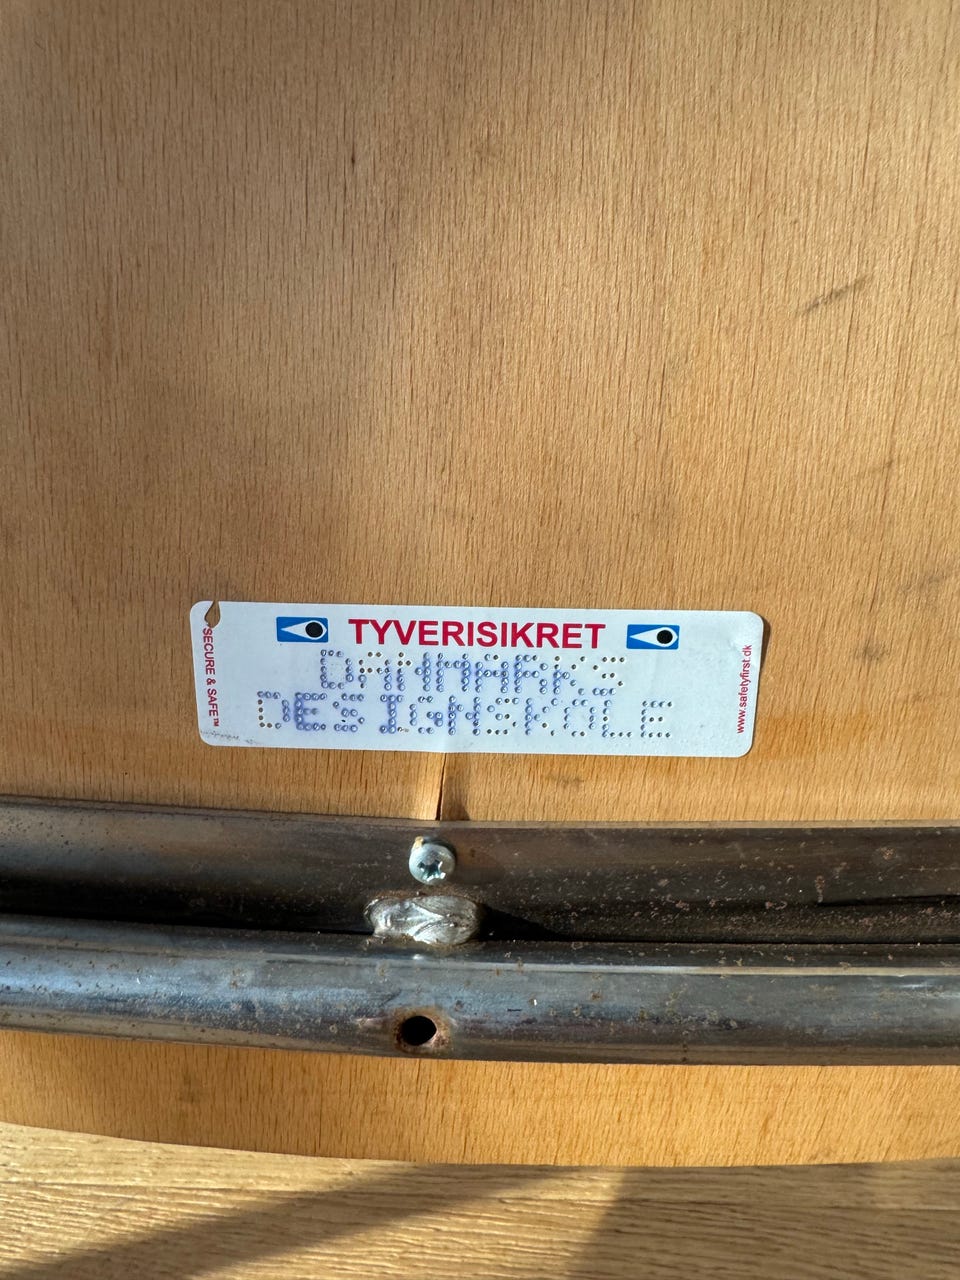 TYVERISIKRET
DANMARKS
DESIGNSKOLE
SECURE & SAFE™
www.safetyfirst.dk